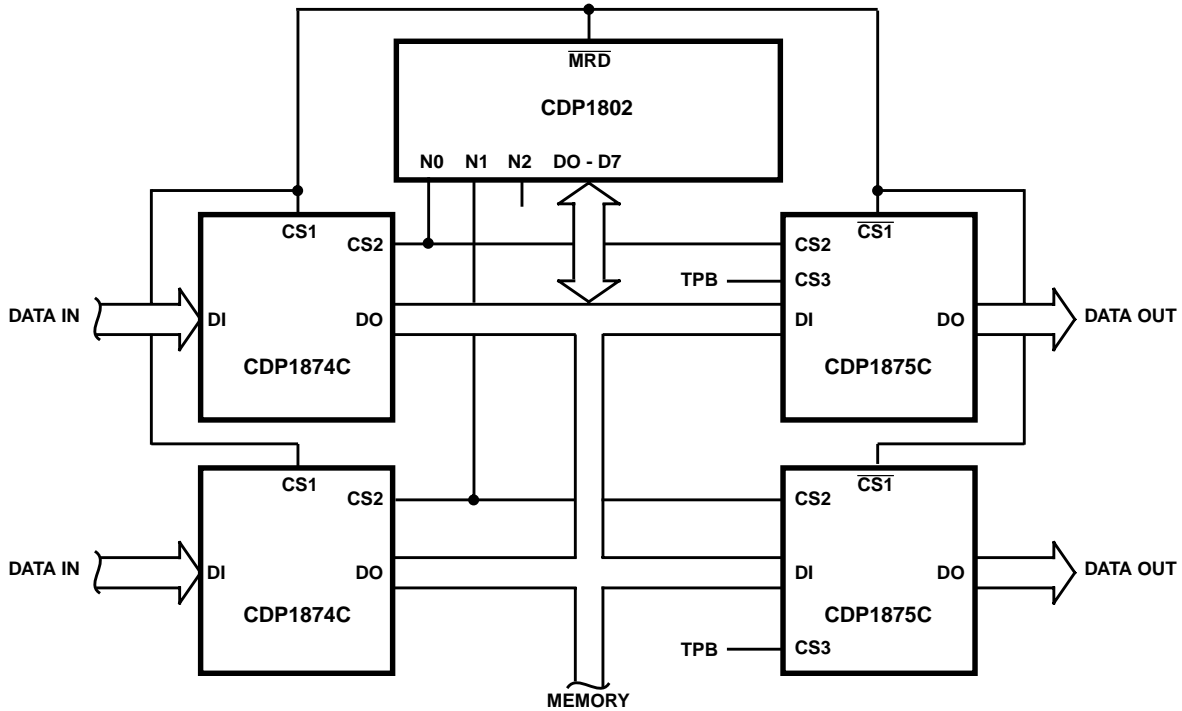 MRD
CDP1802
N0 N1 N2 DO - D7
CS1
CS2
DI
DO
CDP1874C
DATA IN
CS1
CS2
TPB
CS3
DI
DO
CDP1875C
DATA OUT
CS1
CS2
DI
DO
CDP1874C
DATA IN
CS1
CS2
DI
DO
CDP1875C
TPB
CS3
DATA OUT
MEMORY